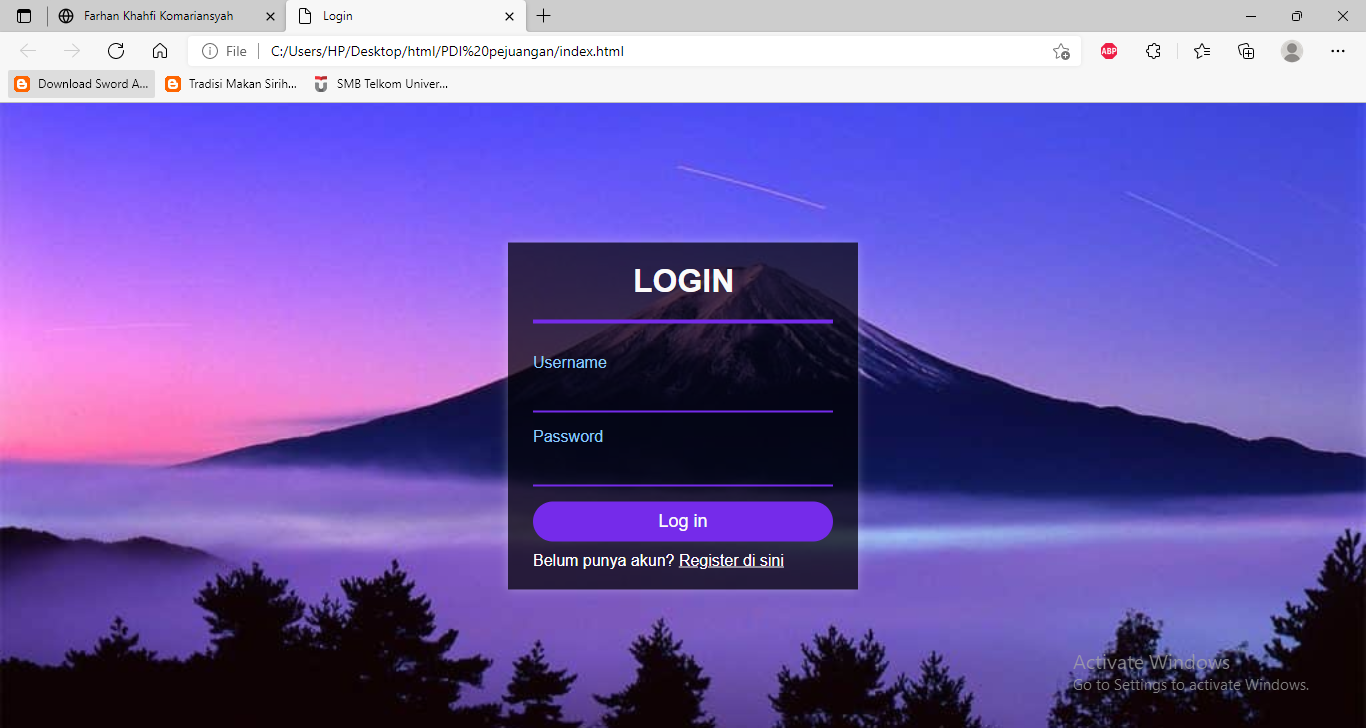 Farhan Khahfi Komariansyah
Login
File
C:/Users/HP/Desktop/html/PDI%20pejuangan/index.html
ABP
Download Sword A...
Tradisi Makan Sirih...
SMB Telkom Univer...
LOGIN
Username
Password
Log in
Belum punya akun? Register di sini
Activate Windows
Go to Settings to activate Windows.